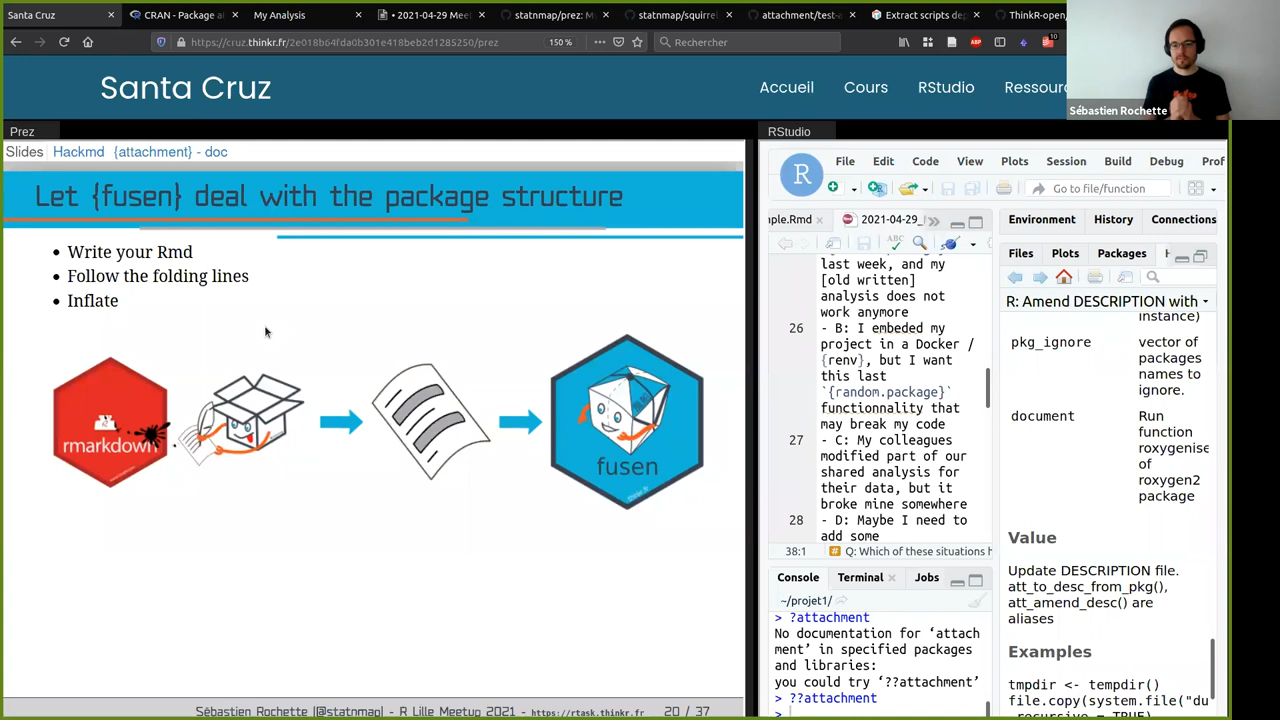 Santa Cruz
CRAN - Package a
My Analysis
• 2021-04-29 Mee
statnmap/prez: M
statnmap/squirre
attachment/test-a
Extract scripts dep
ThinkR-open/
https://cruz.thinkr.fr/2e018b64fda0b301e418beb2d1285250/prez
150 %
Rechercher
10
Santa Cruz
Accueil
Cours
RStudio
Ressour
Sébastien Rochette
Prez
Slides
Hackmd
{attachment} - doc
Let {fusen} deal with the package structure
• Write your Rmd
• Follow the folding lines
• Inflate
rmarkdown
fusen
thinkr.fr
Sébastien Rochette (@statnmap) - R Lille Meetup 2021 - https://rtask.thinkr.fr
20 / 37
RStudio
R
File
Edit
Code
View
Plots
Session
Build
Debug
Prof
Go to file/function
ple.Rmd
2021-04-29_
ABC
last week, and my
[old written]
analysis does not
work anymore
26
- B: I embeded my
project in a Docker /
{renv}, but I want
this last
`{random.package}`
functionnality that
may break my code
27
- C: My colleagues
modified part of our
shared analysis for
their data, but it
broke mine somewhere
28
- D: Maybe I need to
add some
38:1
# Q: Which of these situations h
Console
Terminal
Jobs
~/projet1/
> ?attachment
No documentation for ‘attach
ment’ in specified packages
and libraries:
you could try ‘??attachment’
> ??attachment
>
Environment
History
Connections
Files
Plots
Packages
R: Amend DESCRIPTION with
instance)
pkg_ignore
vector of
packages
names to
ignore.
document
Run
function
roxygenise
of
roxygen2
package
Value
Update DESCRIPTION file.
att_to_desc_from_pkg(),
att_amend_desc() are
aliases
Examples
tmpdir <- tempdir()
file.copy(system.file("du
recursive = TRUE)